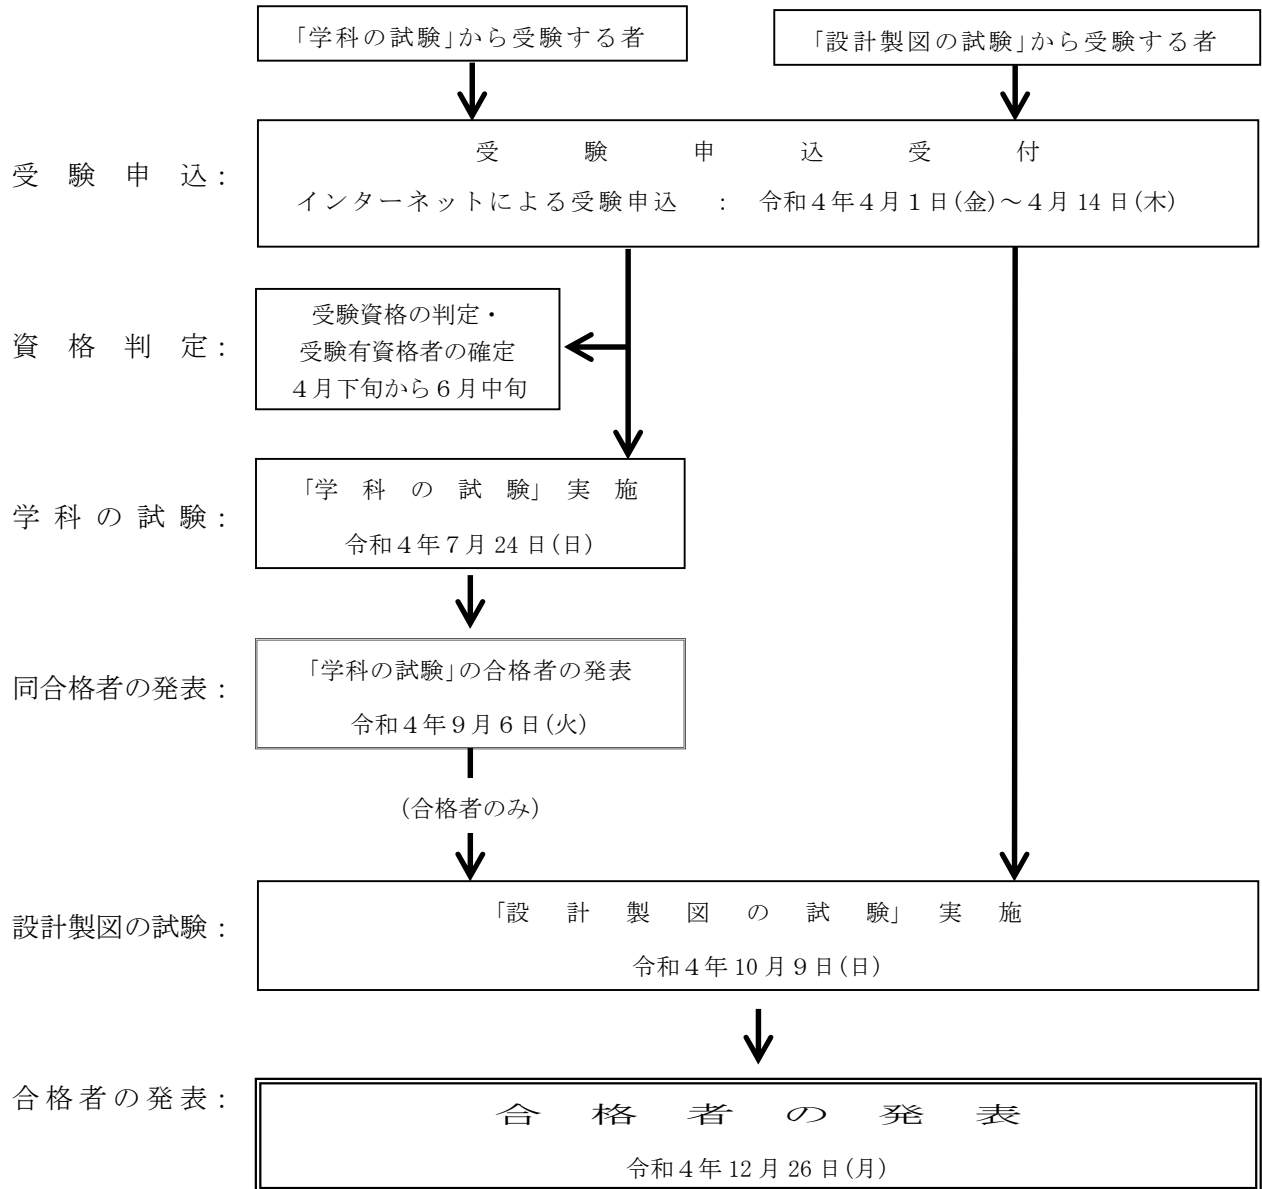 「学科の試験」から受験する者
「設計製図の試験」から受験する者
受験申込：
受験申込受付
インターネットによる受験申込 ： 令和４年４月１日(金)～４月14日(木)
資格判定：
受験資格の判定・
受験有資格者の確定
４月下旬から６月中旬
学科の試験：
「学科の試験」実施
令和４年７月24日(日)
同合格者の発表：
「学科の試験」の合格者の発表
令和４年９月６日(火)
(合格者のみ)
設計製図の試験：
「設計製図の試験」実施
令和４年10月９日(日)
合格者の発表：
合格者の発表
令和４年12月26日(月)